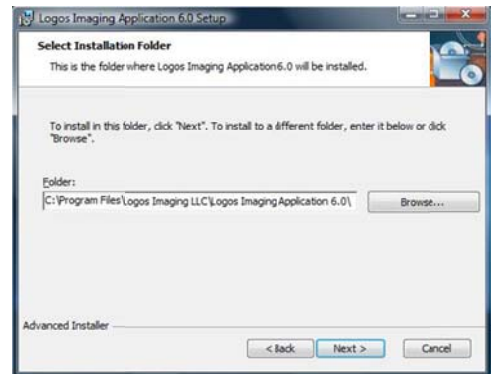 Logos Imaging Application 6.0 Setup
Select Installation Folder
This is the folder where Logos Imaging Application 6.0 will be installed.
To install in this folder, click "Next". To install to a different folder, enter it below or click
"Browse".
Folder:
C:\Program Files\Logos Imaging LLC\Logos Imaging Application 6.0\
Browse...
Advanced Installer
< Back
Next >
Cancel